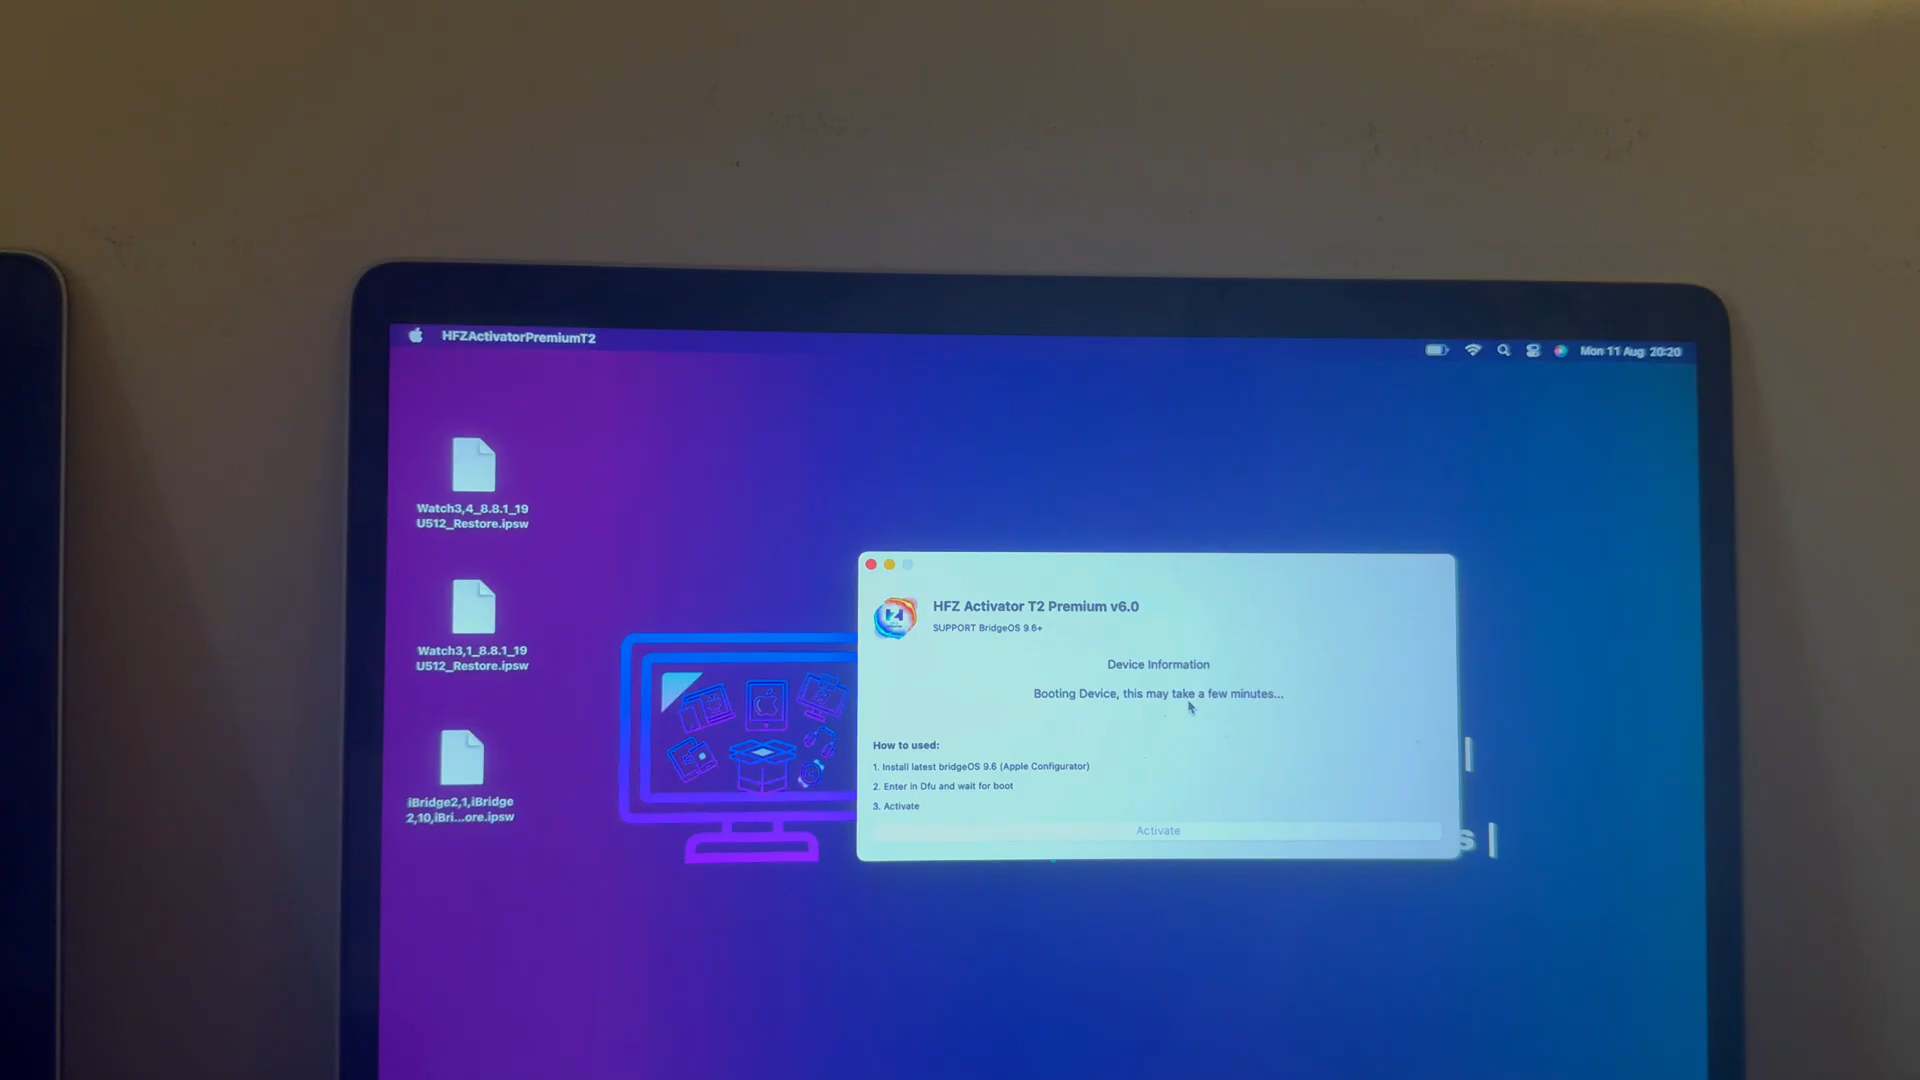 HFZActivatorPremiumT2
Mon 11 Aug 20:20
Watch3,4_8.8.1_19
U512_Restore.ipsw
Watch3,1_8.8.1_19
U512_Restore.ipsw
iBridge2,1,iBridge
2,10,iBri...ore.ipsw
HFZ Activator T2 Premium v6.0
SUPPORT BridgeOS 9.6+
Device Information
Booting Device, this may take a few minutes...
How to used:
1. Install latest bridgeOS 9.6 (Apple Configurator)
2. Enter in Dfu and wait for boot
3. Activate
Activate
s |